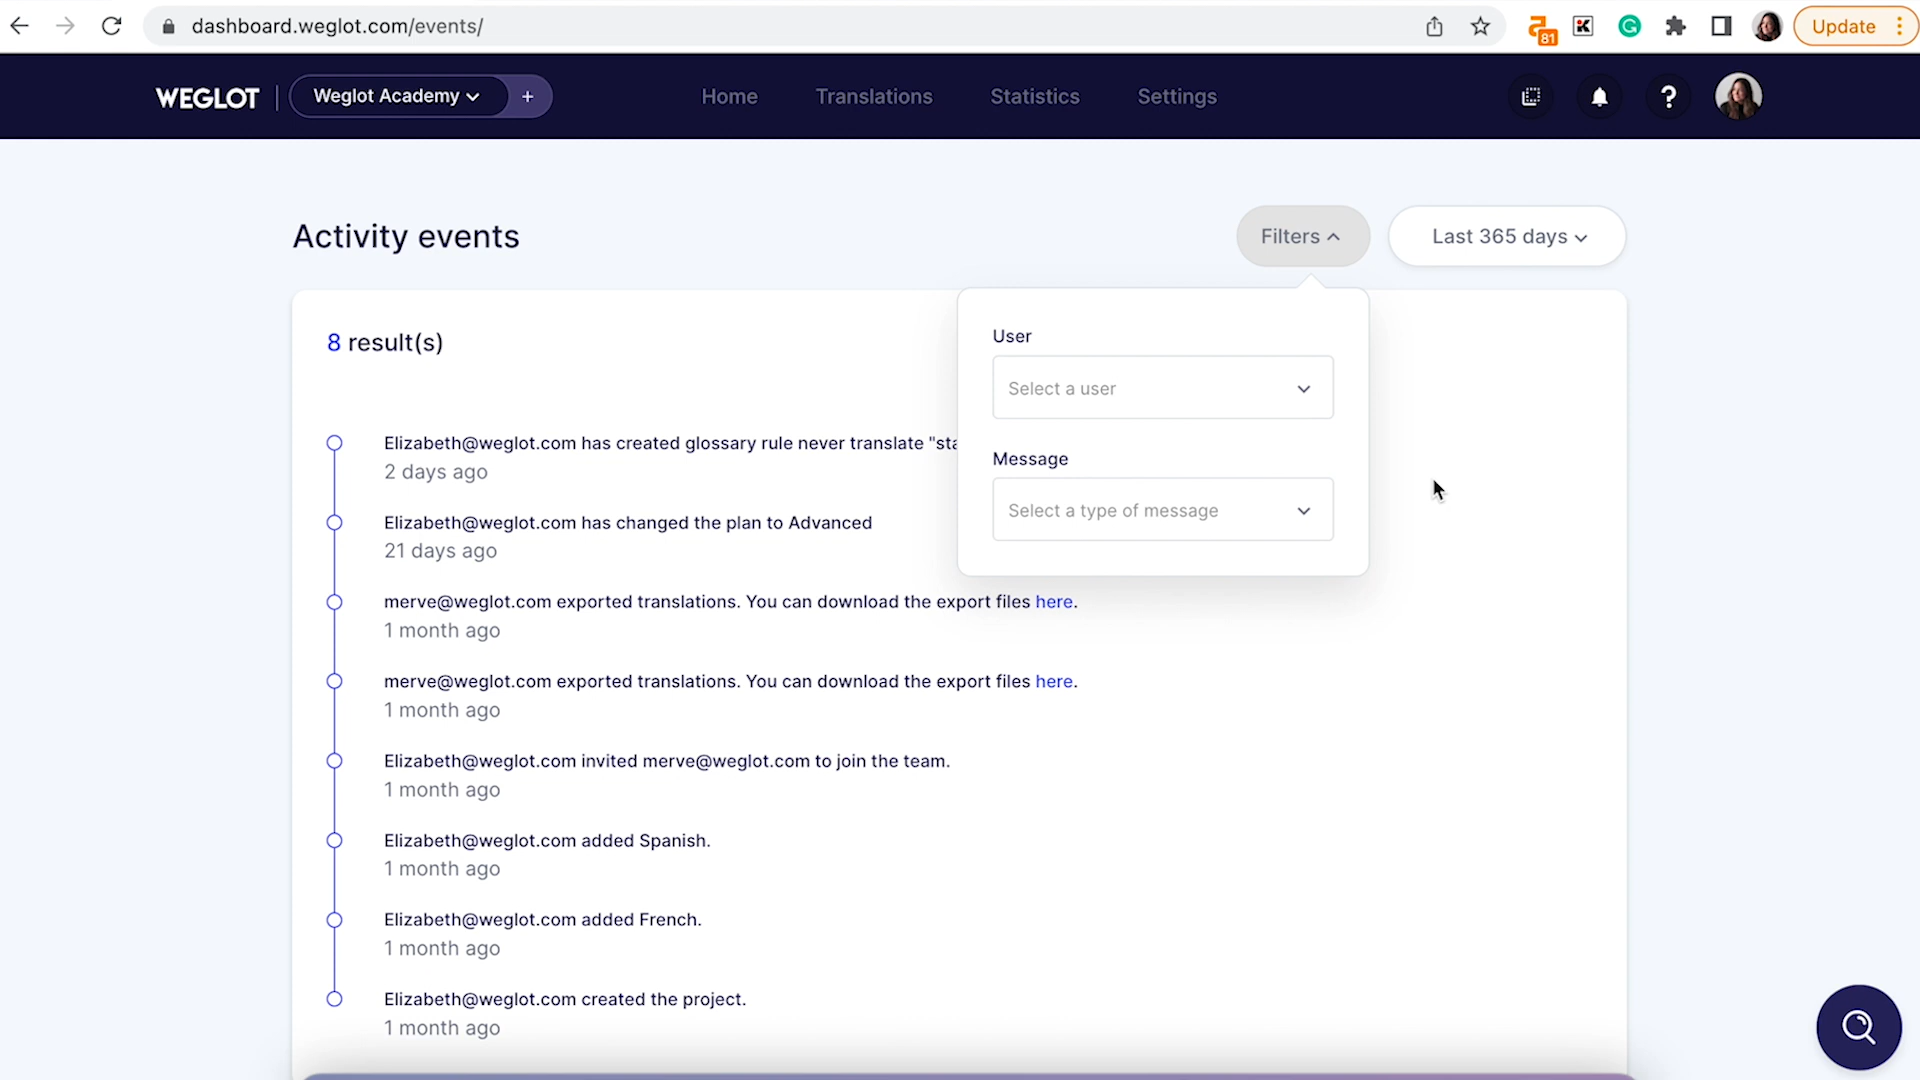 dashboard.weglot.com/events/
81
Update
WEGLOT
Weglot Academy
+
Home
Translations
Statistics
Settings
?
Activity events
Filters
Last 365 days
8 result(s)
User
Select a user
Message
Select a type of message
Elizabeth@weglot.com has created glossary rule never translate "sta
2 days ago
Elizabeth@weglot.com has changed the plan to Advanced
21 days ago
merve@weglot.com exported translations. You can download the export files here.
1 month ago
merve@weglot.com exported translations. You can download the export files here.
1 month ago
Elizabeth@weglot.com invited merve@weglot.com to join the team.
1 month ago
Elizabeth@weglot.com added Spanish.
1 month ago
Elizabeth@weglot.com added French.
1 month ago
Elizabeth@weglot.com created the project.
1 month ago